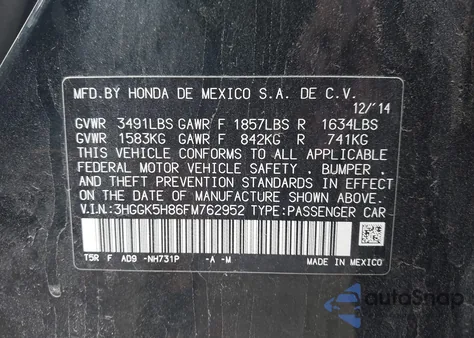 MFD.BY HONDA DE MEXICO S.A. DE C.V.
12/'14
GVWR 3491LBS GAWR F 1857LBS R 1634LBS
GVWR 1583KG GAWR F 842KG R 741KG
THIS VEHICLE CONFORMS TO ALL APPLICABLE
FEDERAL MOTOR VEHICLE SAFETY, BUMPER,
AND THEFT PREVENTION STANDARDS IN EFFECT
ON THE DATE OF MANUFACTURE SHOWN ABOVE.
V.I.N.:3HGGK5H86FM762952 TYPE:PASSENGER CAR
T5R F AD9 -NH731P -A -M MADE IN MEXICO
autoSnap